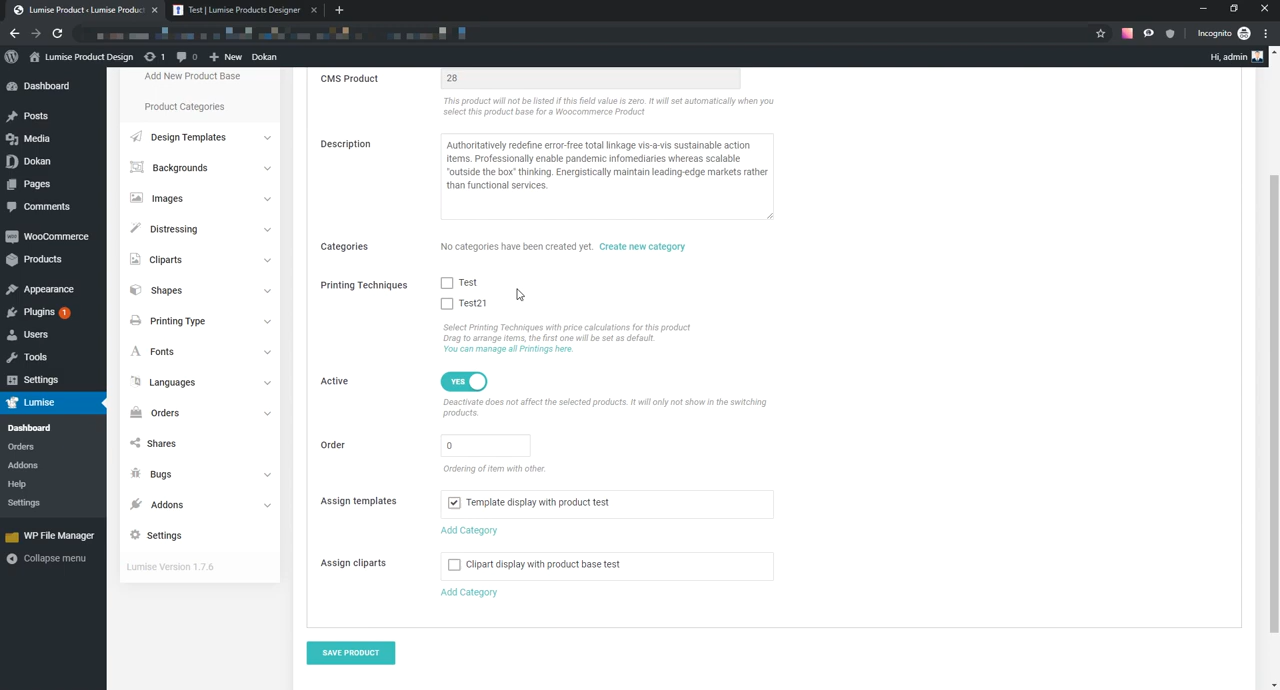 Lumise Product ‹ Lumise Product
Test | Lumise Products Designer
Incognito
Lumise Product Design
1
0
New
Dokan
Hi, admin
Dashboard
Posts
Media
Dokan
Pages
Comments
WooCommerce
Products
Appearance
Plugins 1
Users
Tools
Settings
Lumise
Dashboard
Orders
Addons
Help
Settings
WP File Manager
Collapse menu
Add New Product Base
Product Categories
Design Templates
Backgrounds
Images
Distressing
Cliparts
Shapes
Printing Type
Fonts
Languages
Orders
Shares
Bugs
Addons
Settings
Lumise Version 1.7.6
CMS Product
28
This product will not be listed if this field value is zero. It will set automatically when you
select this product base for a Woocommerce Product
Description
Authoritatively redefine error-free total linkage vis-a-vis sustainable action
items. Professionally enable pandemic infomediaries whereas scalable
"outside the box" thinking. Energistically maintain leading-edge markets rather
than functional services.
Categories
No categories have been created yet. Create new category
Printing Techniques
Test
Test21
Select Printing Techniques with price calculations for this product
Drag to arrange items, the first one will be set as default.
You can manage all Printings here.
Active
YES
Deactivate does not affect the selected products. It will only not show in the switching
products.
Order
0
Ordering of item with other.
Assign templates
Template display with product test
Add Category
Assign cliparts
Clipart display with product base test
Add Category
SAVE PRODUCT